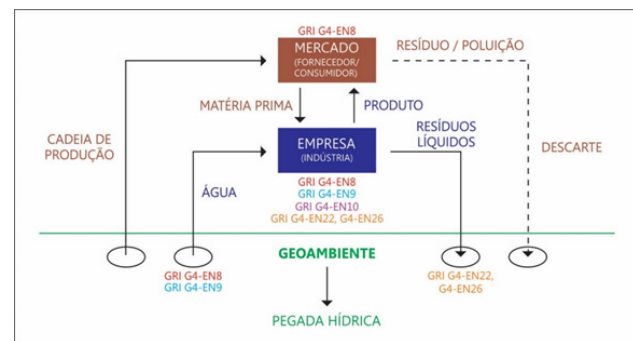 GRI G4-EN8
MERCADO
(FORNECEDOR/
CONSUMIDOR)
RESÍDUO / POLUIÇÃO
MATÉRIA PRIMA
PRODUTO
CADEIA DE
PRODUÇÃO
EMPRESA
(INDÚSTRIA)
RESÍDUOS
LÍQUIDOS
DESCARTE
ÁGUA
GRI G4-EN8
GRI G4-EN9
GRI G4-EN10
GRI G4-EN22, G4-EN26
GEOAMBIENTE
GRI G4-EN8
GRI G4-EN9
GRI G4-EN22,
G4-EN26
PEGADA HÍDRICA